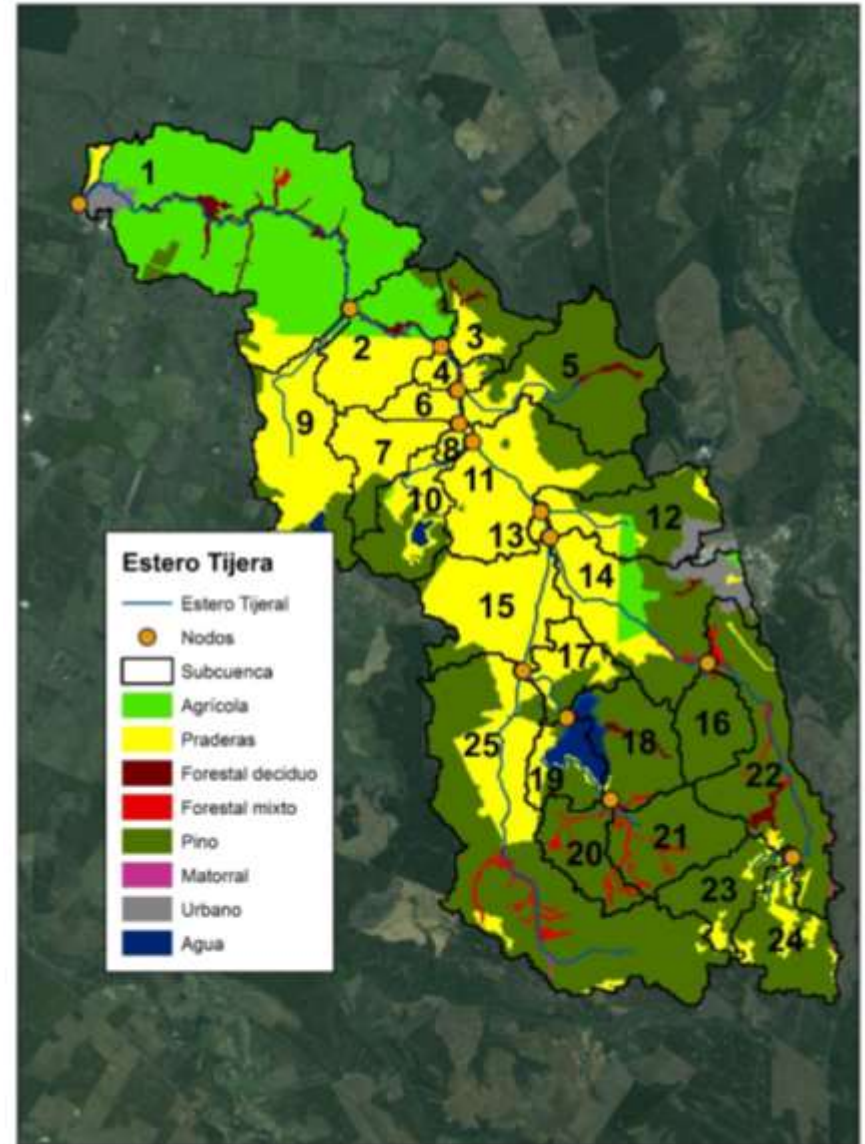 1
2
3
4
5
6
7
8
9
10
11
12
13
14
15
16
17
18
19
20
21
22
23
24
25
Estero Tijera
Estero Tijeral
Nodos
Subcuenca
Agrícola
Praderas
Forestal deciduo
Forestal mixto
Pino
Matorral
Urbano
Agua